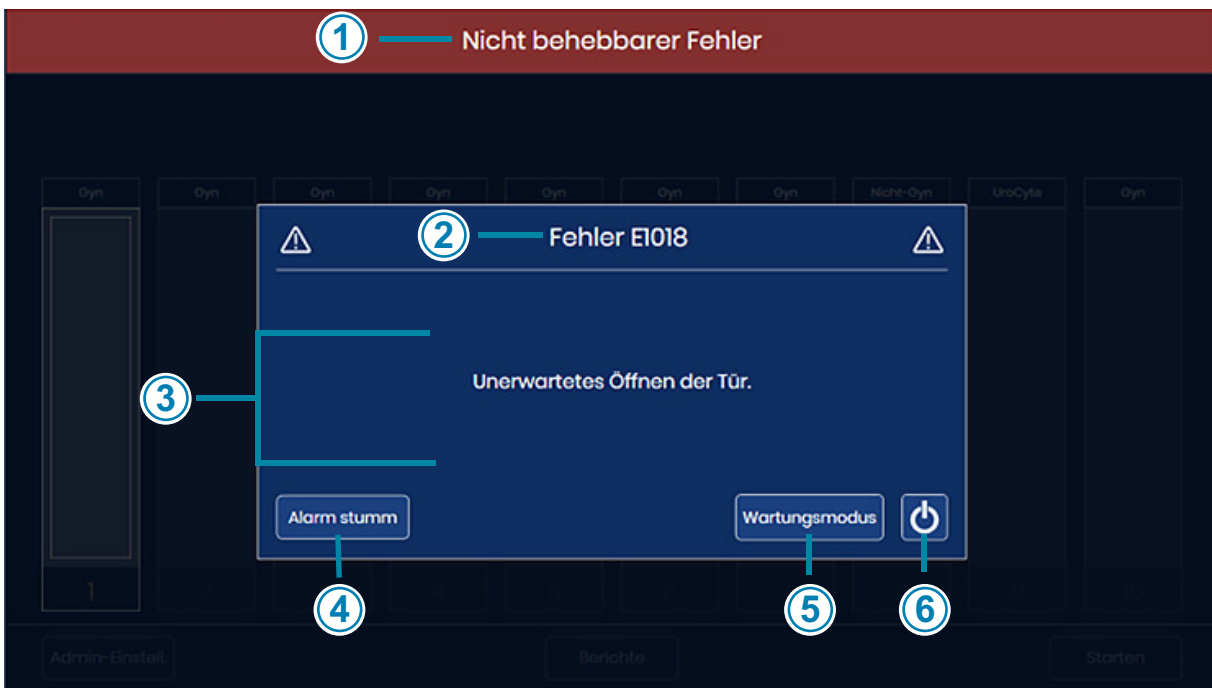 1 Nicht behebbarer Fehler
Gyn Gyn Gyn Gyn Gyn Gyn Gyn Nicht-Gyn UroCyte Gyn
2 Fehler E1018
3
Unerwartetes Öffnen der Tür.
Alarm stumm Wartungsmodus
1
4 5 6
Admin-Einstell. Berichte Starten